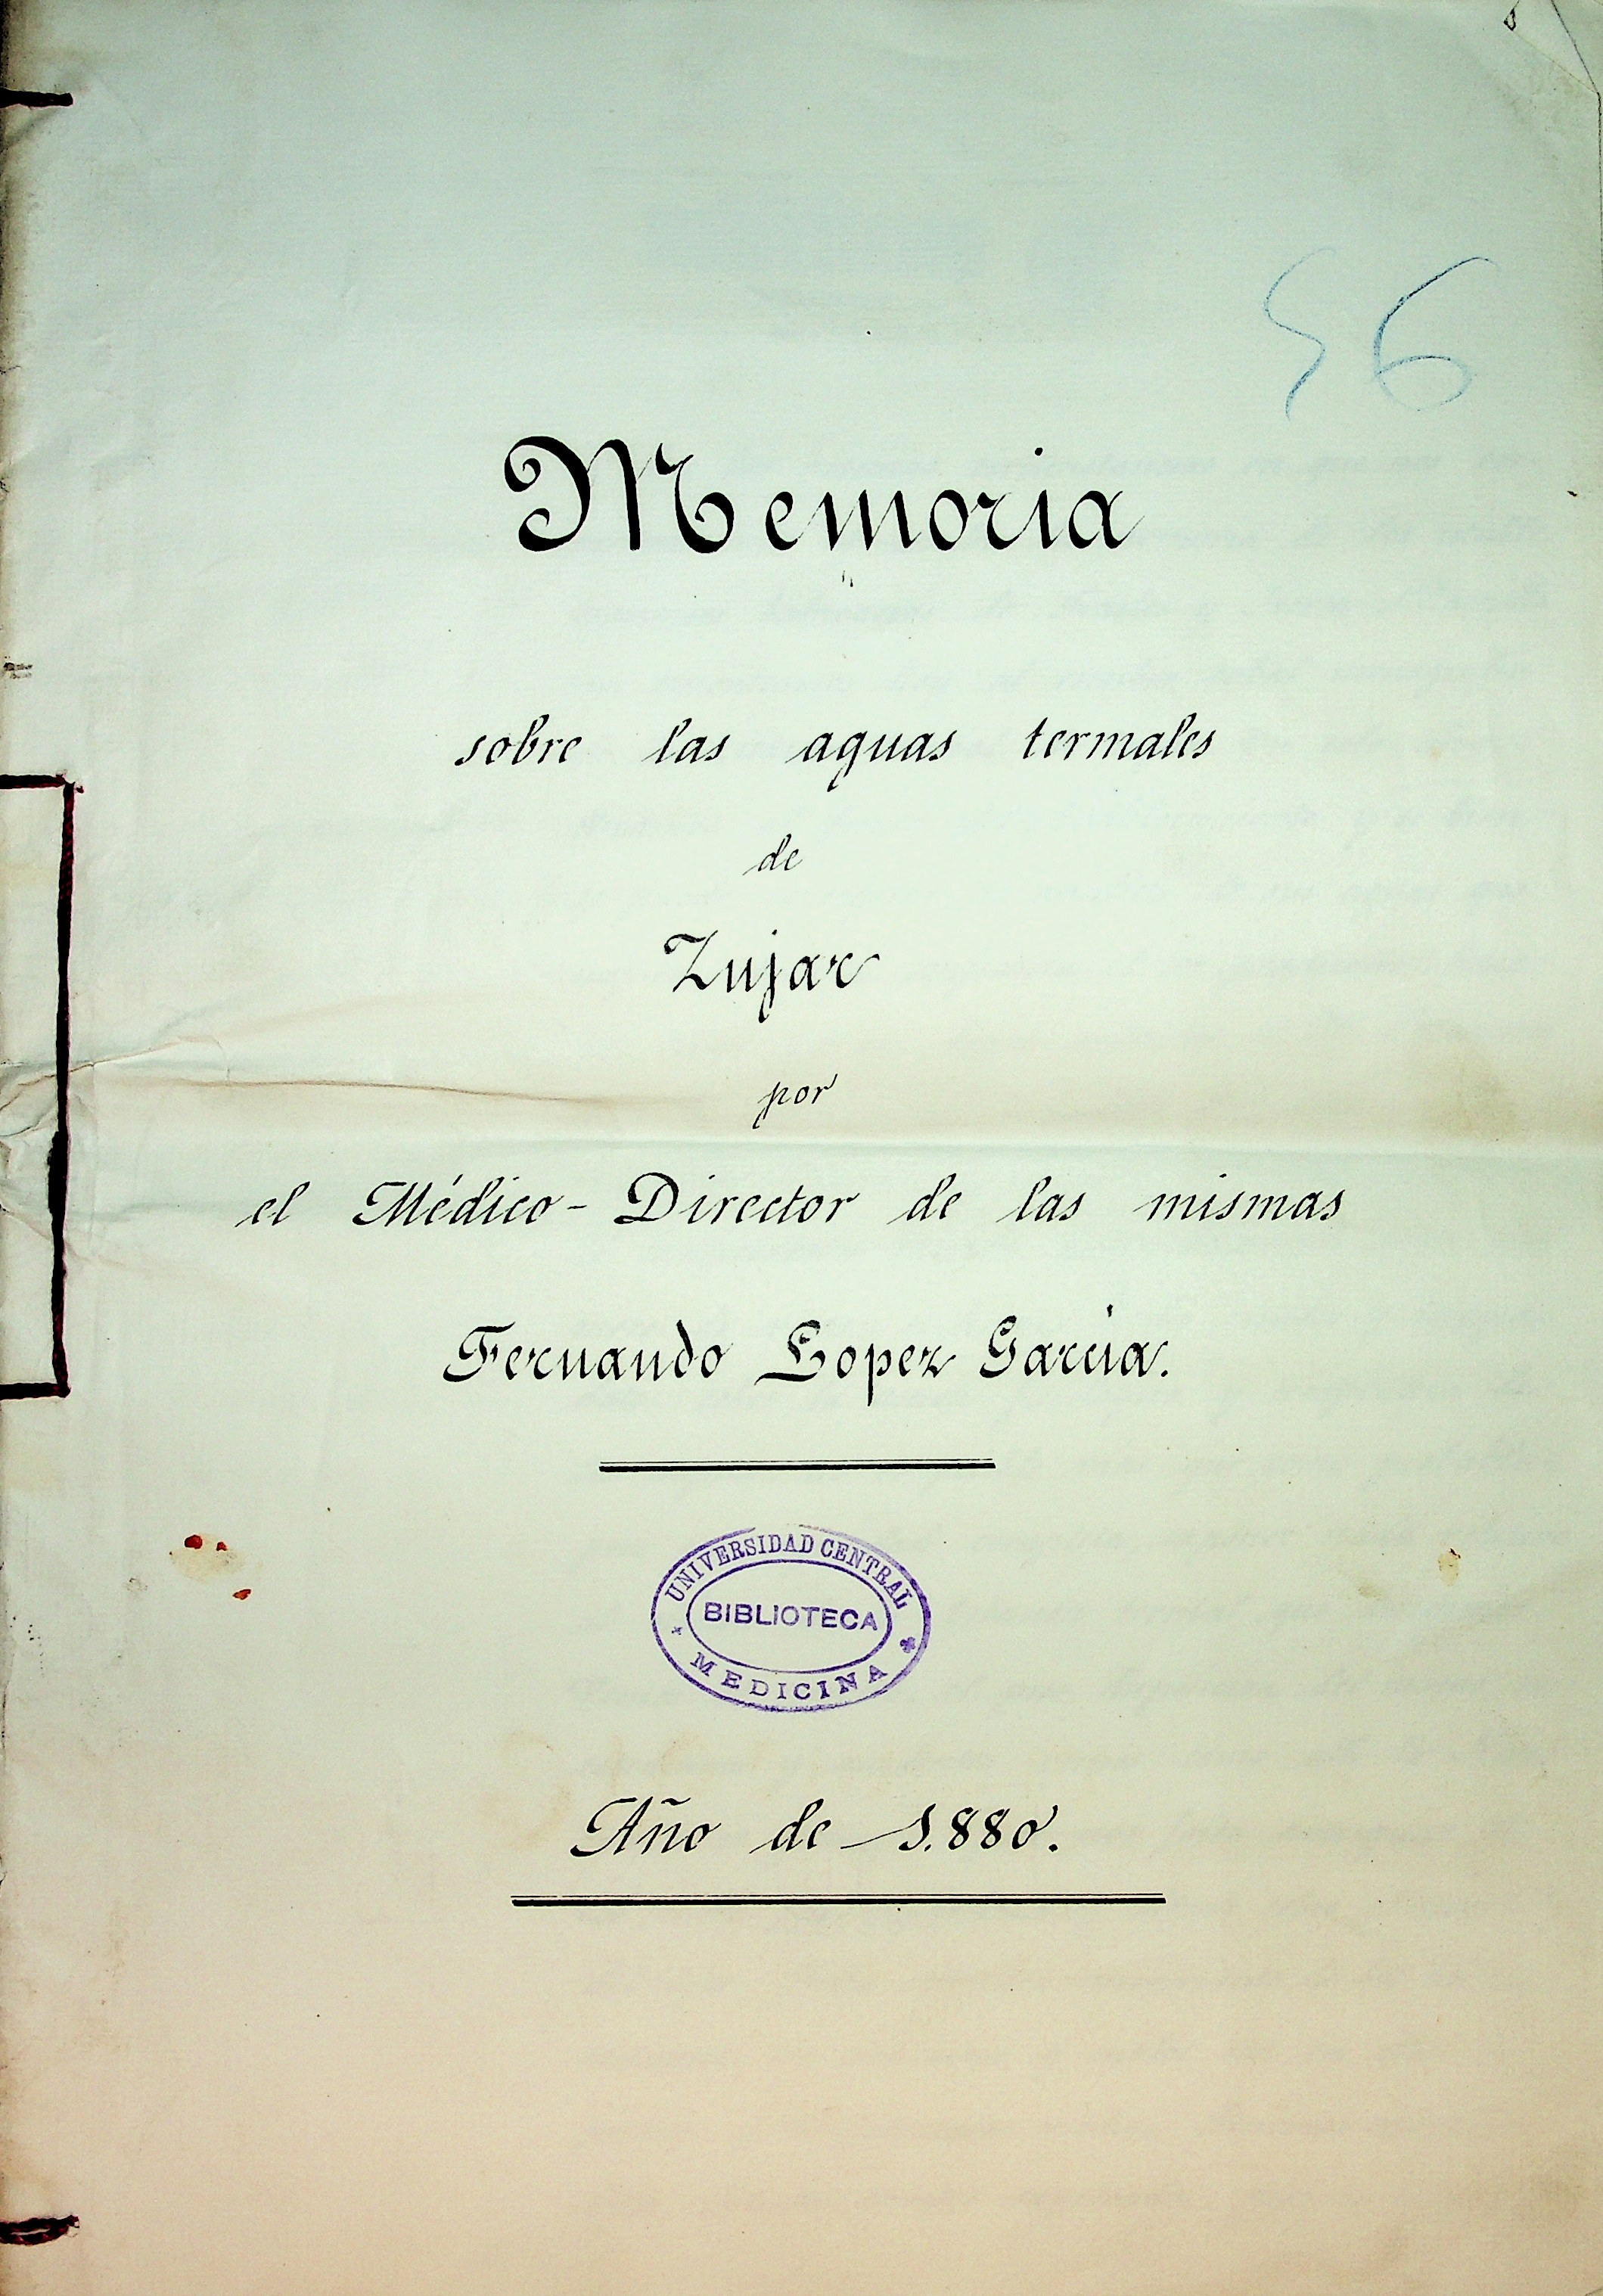 56
Memoria
sobre las aguas termales
de
Zujar
por
el Médico-Director de las mismas
Fernando Lopez García.
UNIVERSIDAD CENTRAL
BIBLIOTECA
MEDICINA
Año de 1.880.